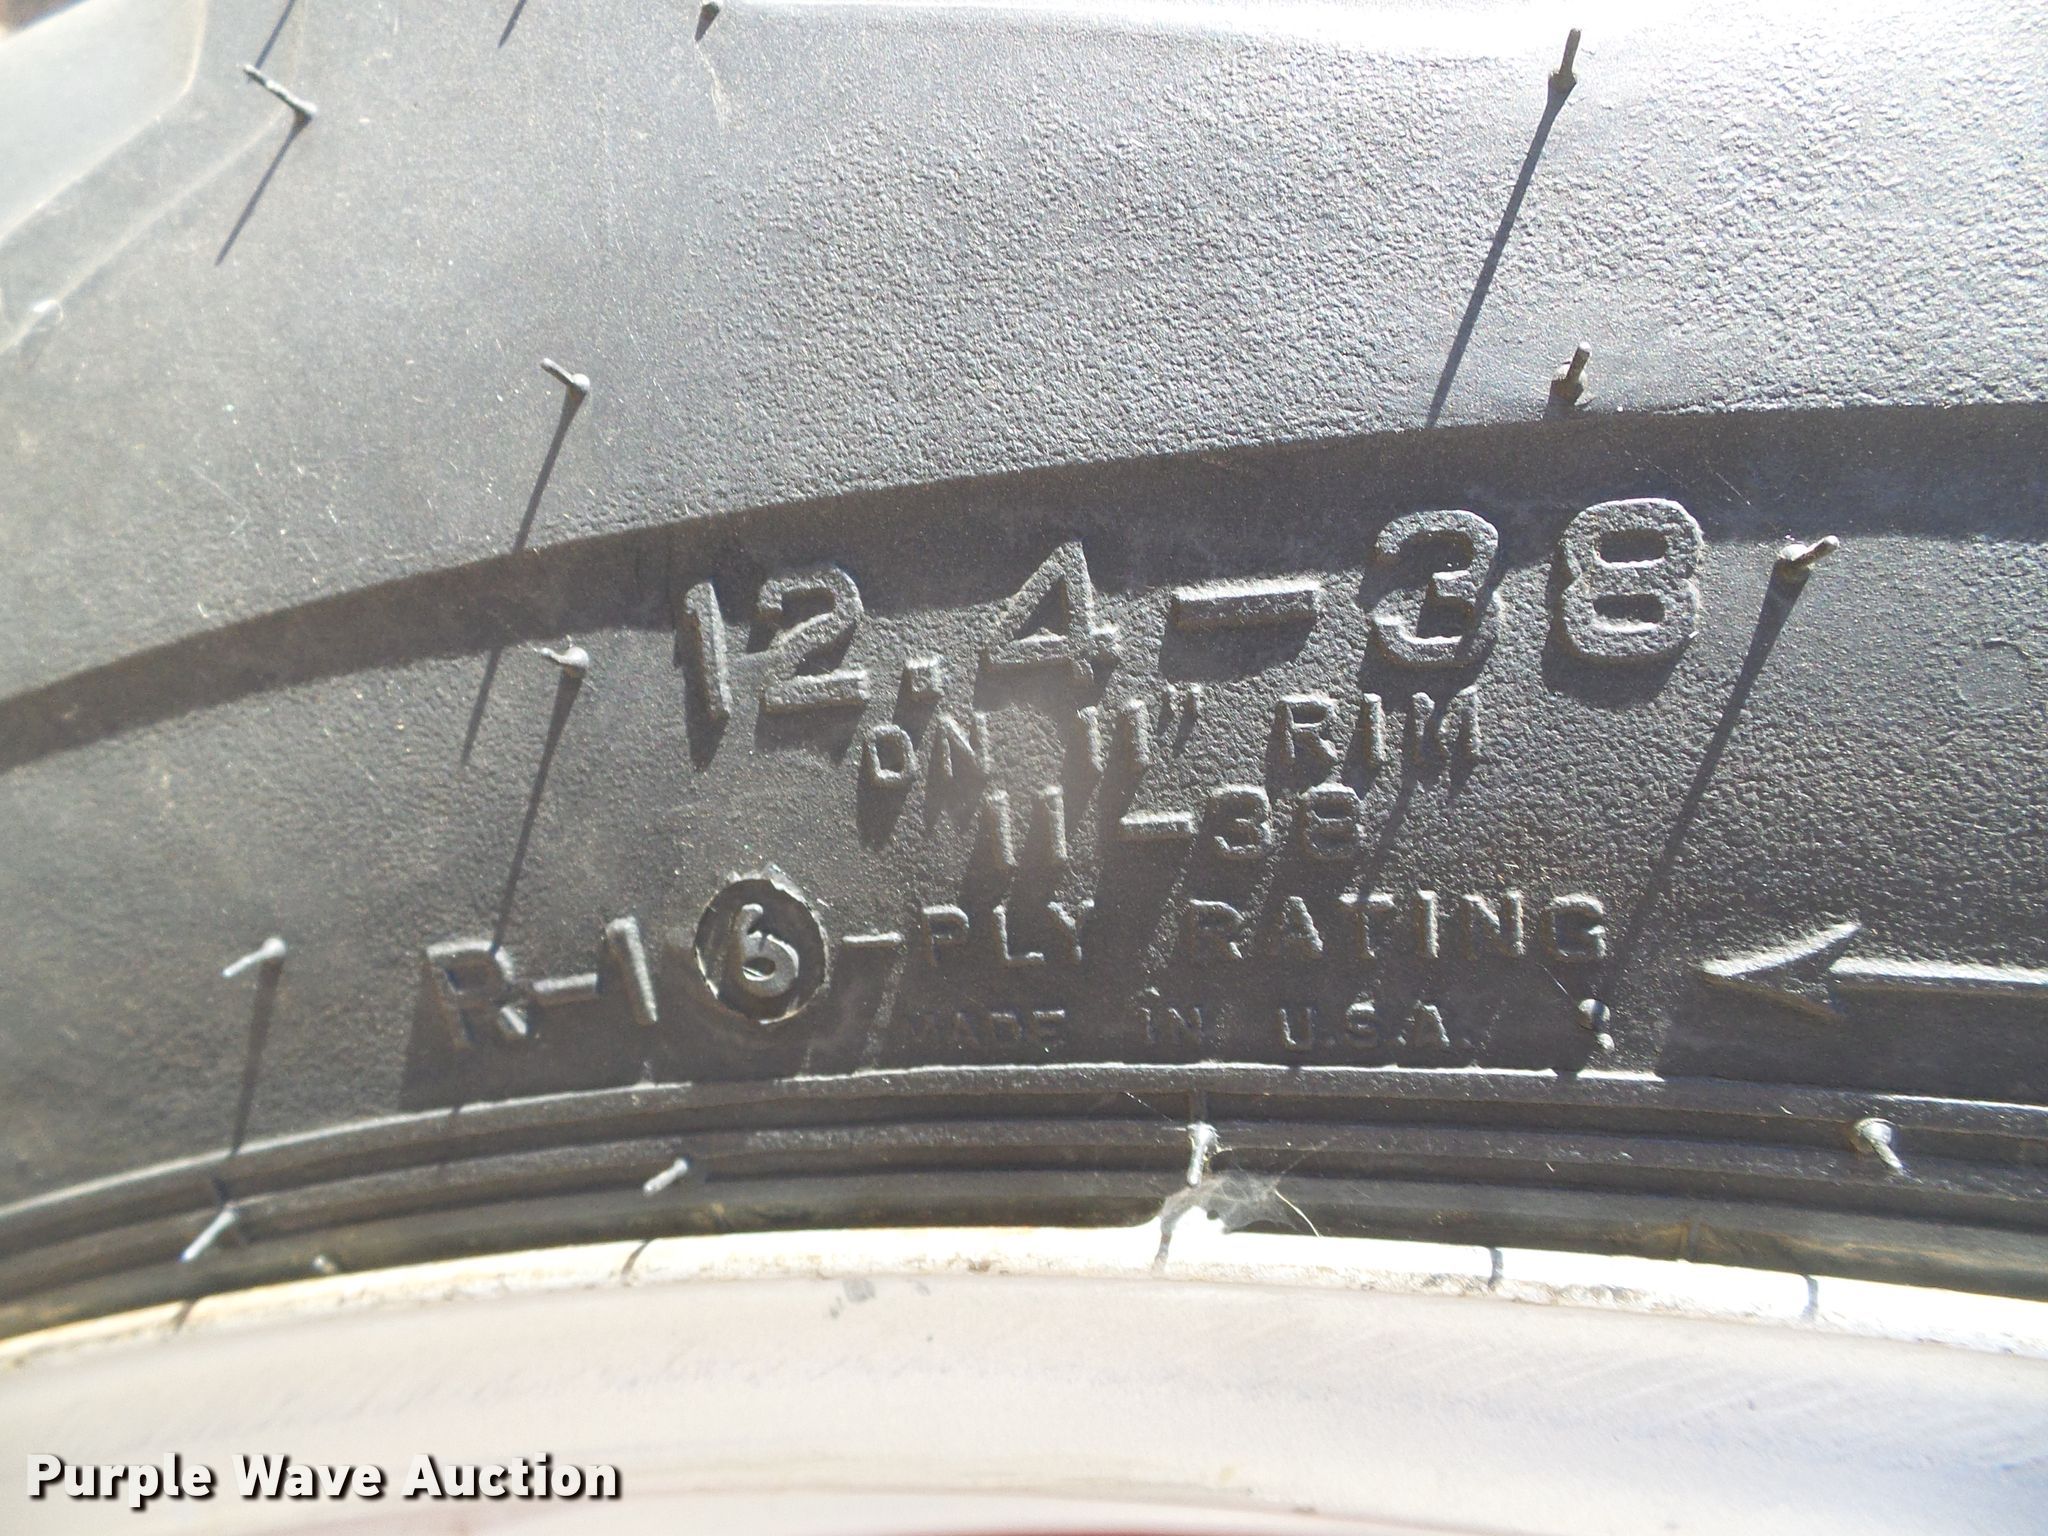 12.4-38
ON 11" RIM
11-38
R-1 6-PLY RATING
MADE IN U.S.A.
Purple Wave Auction